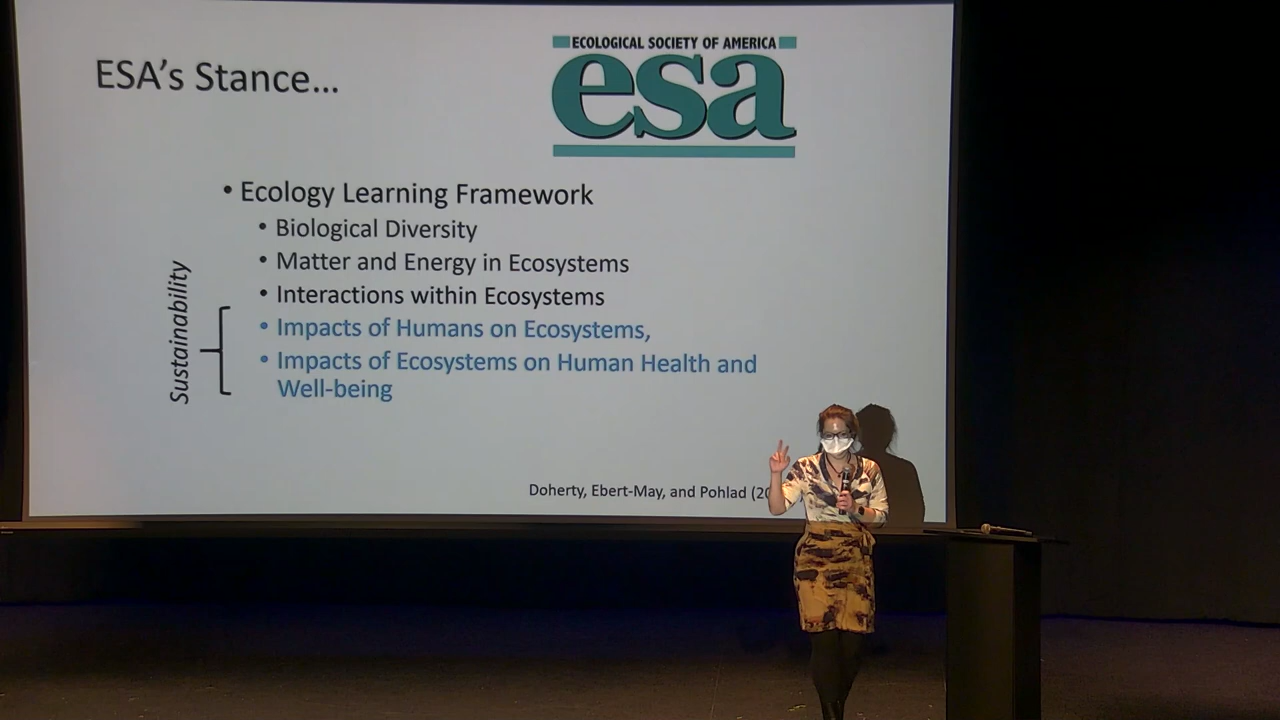 ESA's Stance...
ECOLOGICAL SOCIETY OF AMERICA
esa
• Ecology Learning Framework
• Biological Diversity
• Matter and Energy in Ecosystems
• Interactions within Ecosystems
• Impacts of Humans on Ecosystems,
• Impacts of Ecosystems on Human Health and
Well-being
Sustainability
Doherty, Ebert-May, and Pohlad (20